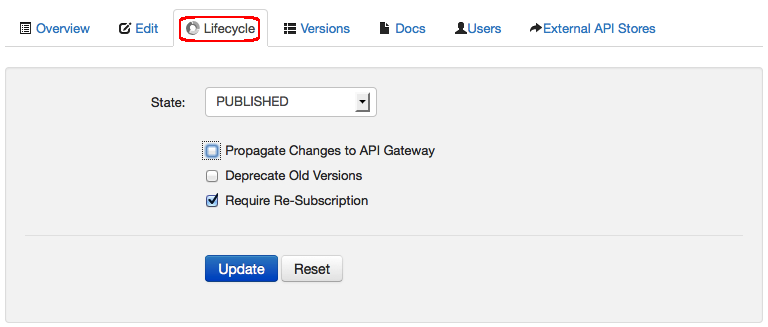 Overview Edit Lifecycle Versions Docs Users External API Stores
State: PUBLISHED
Propagate Changes to API Gateway
Deprecate Old Versions
Require Re-Subscription
Update Reset